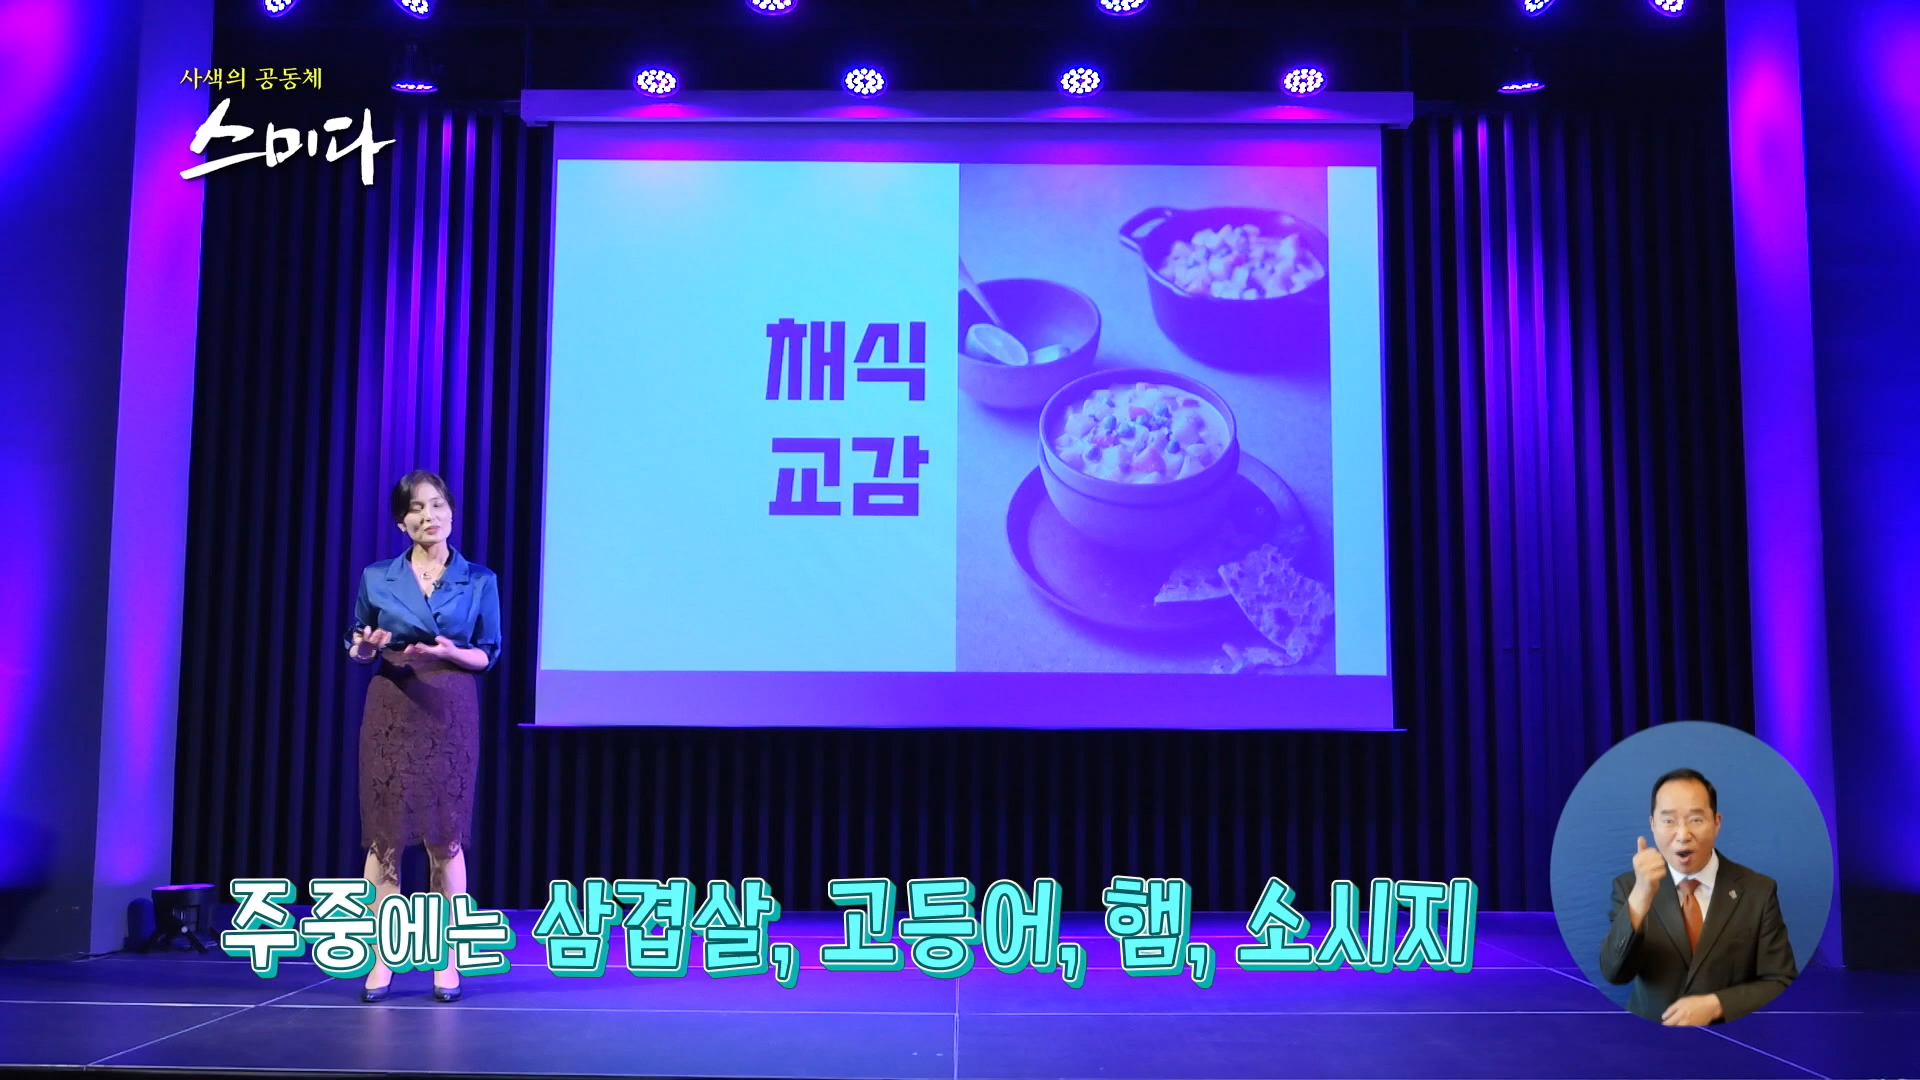 사색의 공동체
스미다
채식
교감
주중에는 삼겹살, 고등어, 햄, 소시지